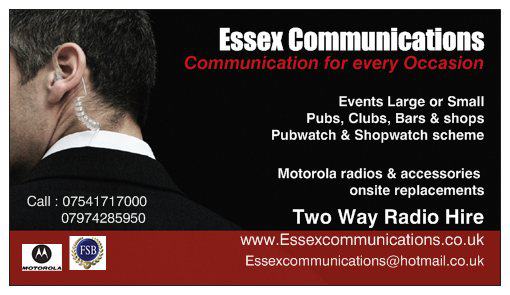 Essex Communications
Communication for every Occasion
Events Large or Small
Pubs, Clubs, Bars & shops
Pubwatch & Shopwatch scheme
Motorola radios & accessories
onsite replacements
Call : 07541717000
07974285950
Two Way Radio Hire
www.Essexcommunications.co.uk
Essexcommunications@hotmail.co.uk
MOTOROLA
FSB